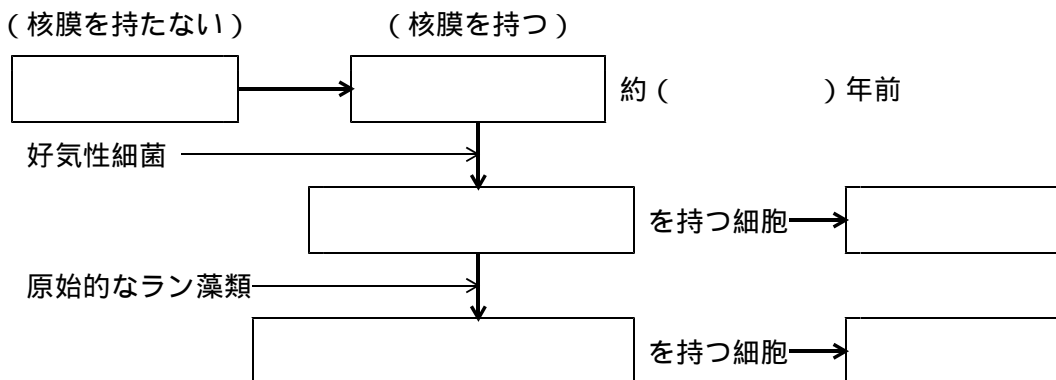 (核膜を持たない) (核膜を持つ)
約( )年前
好気性細菌
を持つ細胞
原始的なラン藻類
を持つ細胞